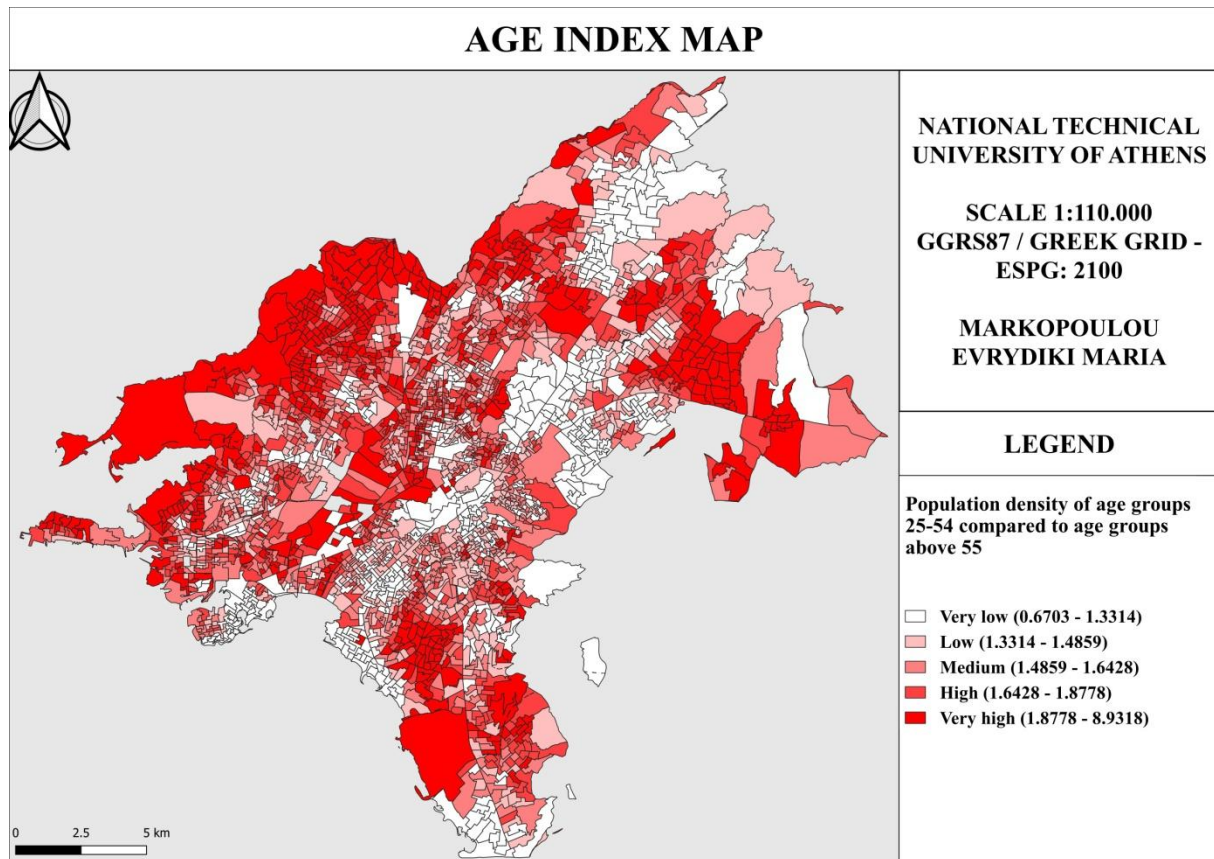 AGE INDEX MAP
NATIONAL TECHNICAL
UNIVERSITY OF ATHENS
SCALE 1:110.000
GGRS87 / GREEK GRID -
ESPG: 2100
MARKOPOULOU
EVRYDIKI MARIA
LEGEND
Population density of age groups
25-54 compared to age groups
above 55
Very low (0.6703 - 1.3314)
Low (1.3314 - 1.4859)
Medium (1.4859 - 1.6428)
High (1.6428 - 1.8778)
Very high (1.8778 - 8.9318)
0 2.5 5 km